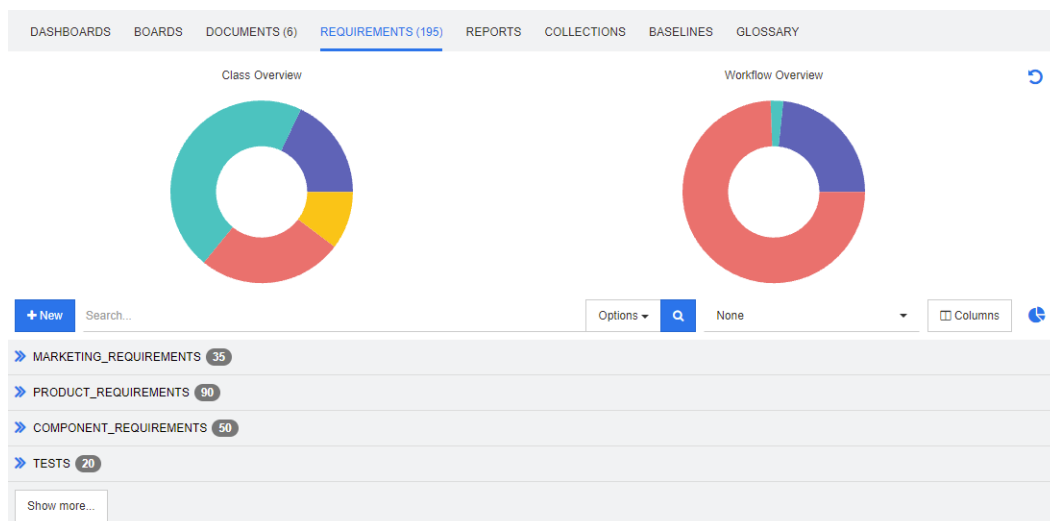 DASHBOARDS BOARDS DOCUMENTS (6) REQUIREMENTS (195) REPORTS COLLECTIONS BASELINES GLOSSARY
Class Overview Workflow Overview
+ New Search... Options None Columns
MARKETING_REQUIREMENTS 35
PRODUCT_REQUIREMENTS 90
COMPONENT_REQUIREMENTS 50
TESTS 20
Show more...